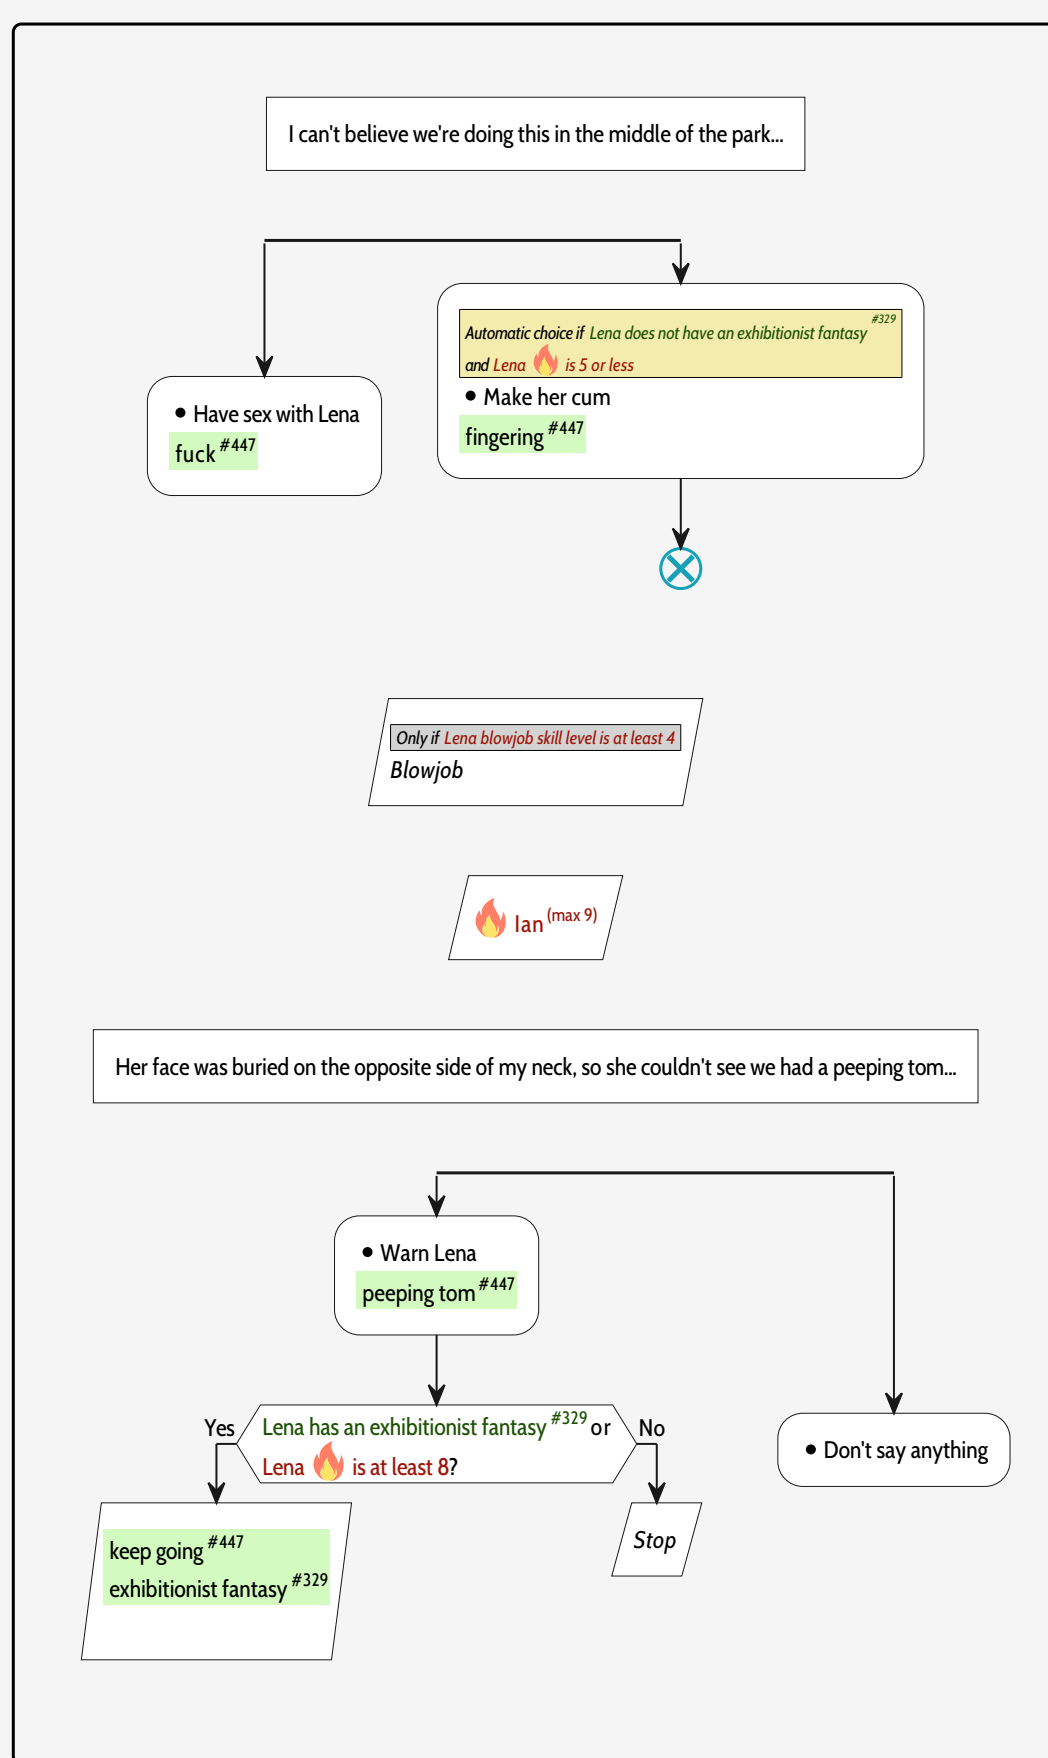 I can't believe we're doing this in the middle of the park...
Automatic choice if Lena does not have an exhibitionist fantasy #329
and Lena 🔥 is 5 or less
• Make her cum
fingering #447
• Have sex with Lena
fuck #447
Only if Lena blowjob skill level is at least 4
Blowjob
🔥 Ian (max 9)
Her face was buried on the opposite side of my neck, so she couldn't see we had a peeping tom...
• Warn Lena
peeping tom #447
Lena has an exhibitionist fantasy #329 or
Lena 🔥 is at least 8?
Yes
No
• Don't say anything
keep going #447
exhibitionist fantasy #329
Stop